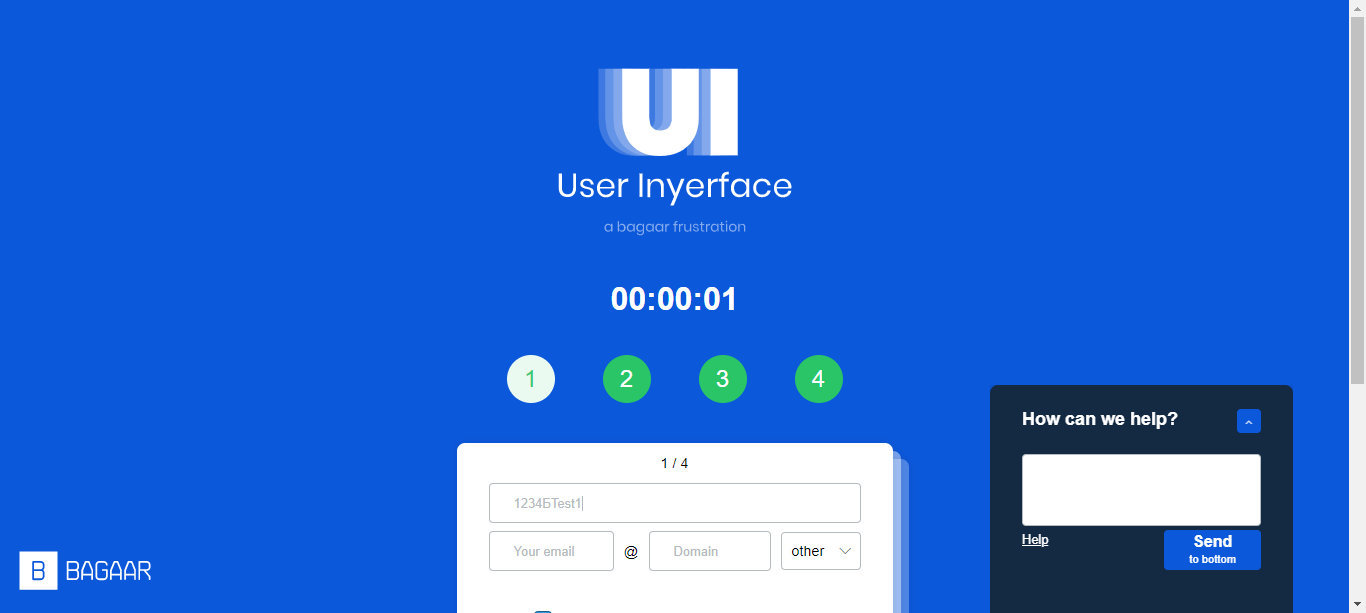 UI
User Inyerface
a bagaar frustration
00:00:01
1 2 3 4
1 / 4
1234БTest1
Your email @ Domain other
How can we help?
Help
Send
to bottom
B BAGAAR